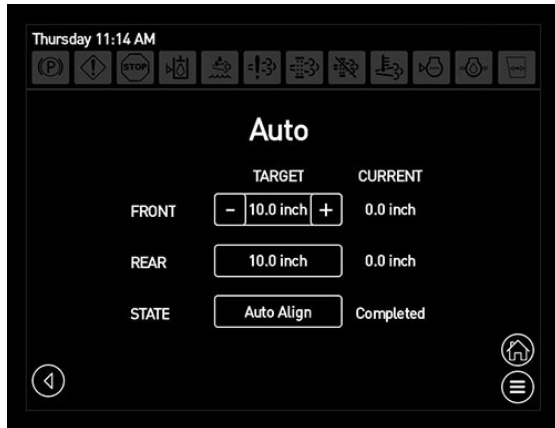 Thursday 11:14 AM
(P) STOP
Auto
TARGET CURRENT
FRONT - 10.0 inch + 0.0 inch
REAR 10.0 inch 0.0 inch
STATE Auto Align Completed